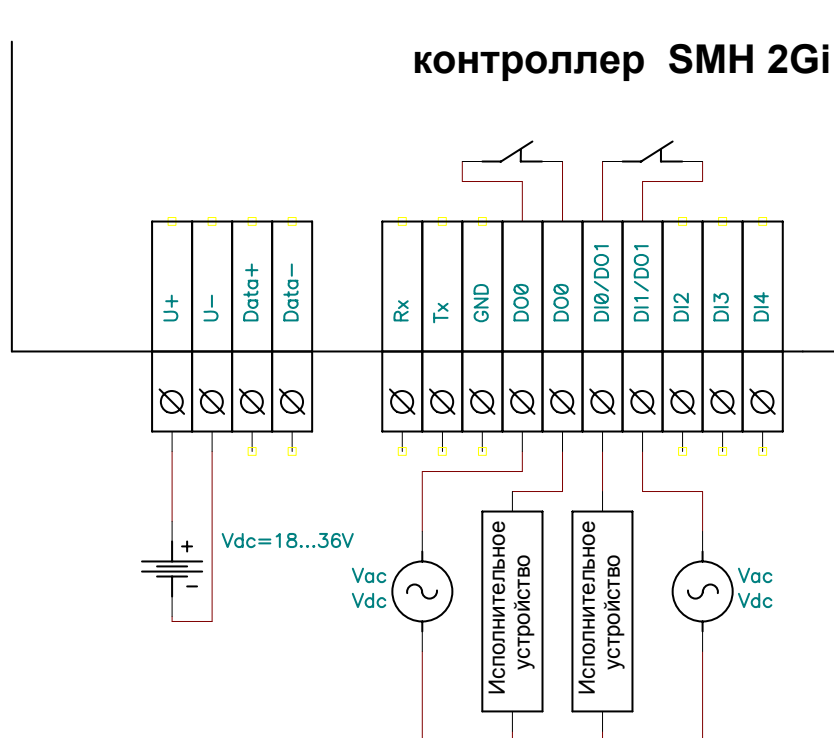 контроллер SMH 2Gi
U+
U-
Data+
Data-
Rx
Tx
GND
DO0
DO0
DI0/DO1
DI1/DO1
DI2
DI3
DI4
+
Vdc=18...36V
-
Vac
Vdc
Исполнительное
устройство
Исполнительное
устройство
Vac
Vdc